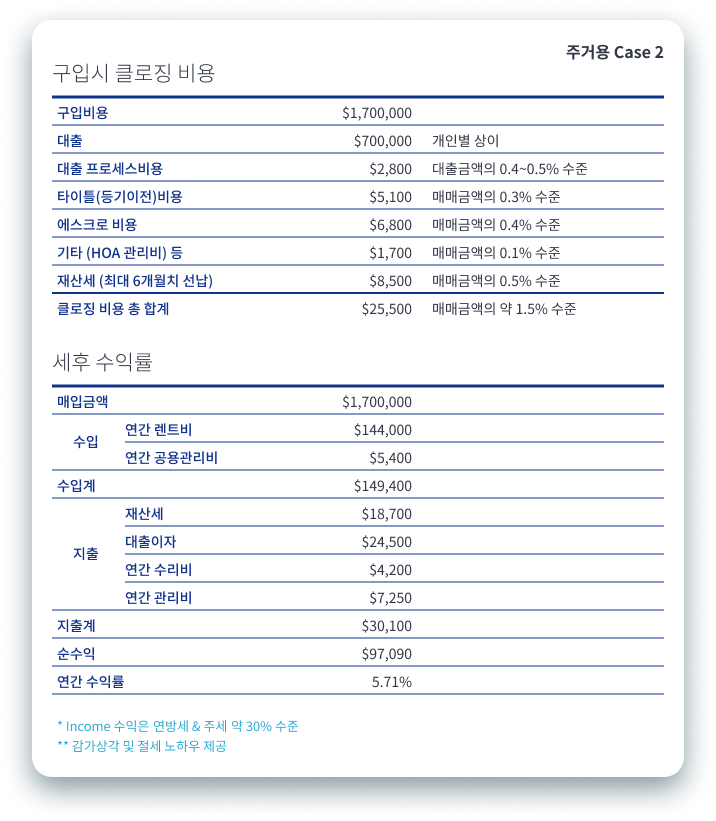 주거용 Case 2
구입시 클로징 비용
구입비용 $1,700,000
대출 $700,000 개인별 상이
대출 프로세스비용 $2,800 대출금액의 0.4~0.5% 수준
타이틀(등기이전)비용 $5,100 매매금액의 0.3% 수준
에스크로 비용 $6,800 매매금액의 0.4% 수준
기타 (HOA 관리비) 등 $1,700 매매금액의 0.1% 수준
재산세 (최대 6개월치 선납) $8,500 매매금액의 0.5% 수준
클로징 비용 총 합계 $25,500 매매금액의 약 1.5% 수준
세후 수익률
매입금액 $1,700,000
수입
연간 렌트비 $144,000
연간 공용관리비 $5,400
수입계 $149,400
지출
재산세 $18,700
대출이자 $24,500
연간 수리비 $4,200
연간 관리비 $7,250
지출계 $30,100
순수익 $97,090
연간 수익률 5.71%
* Income 수익은 연방세 & 주세 약 30% 수준
** 감가상각 및 절세 노하우 제공